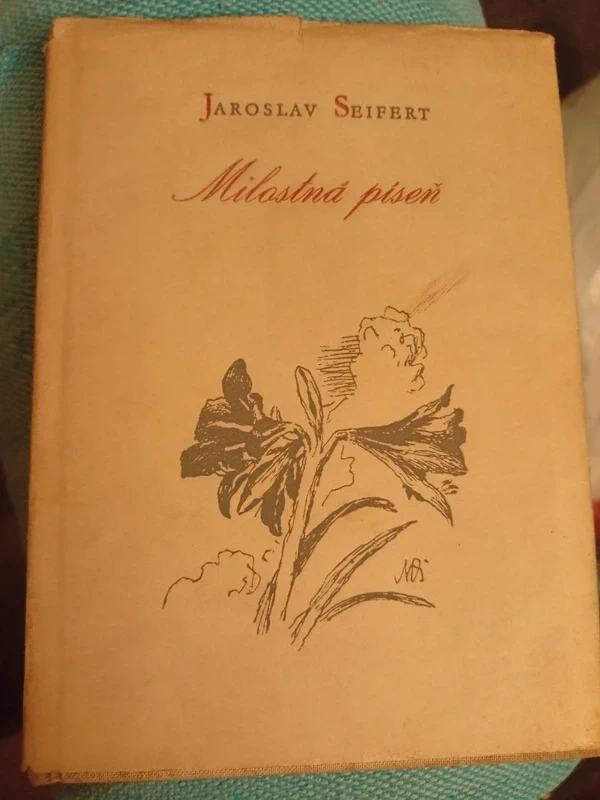 JAROSLAV SEIFERT
Milostná píseň